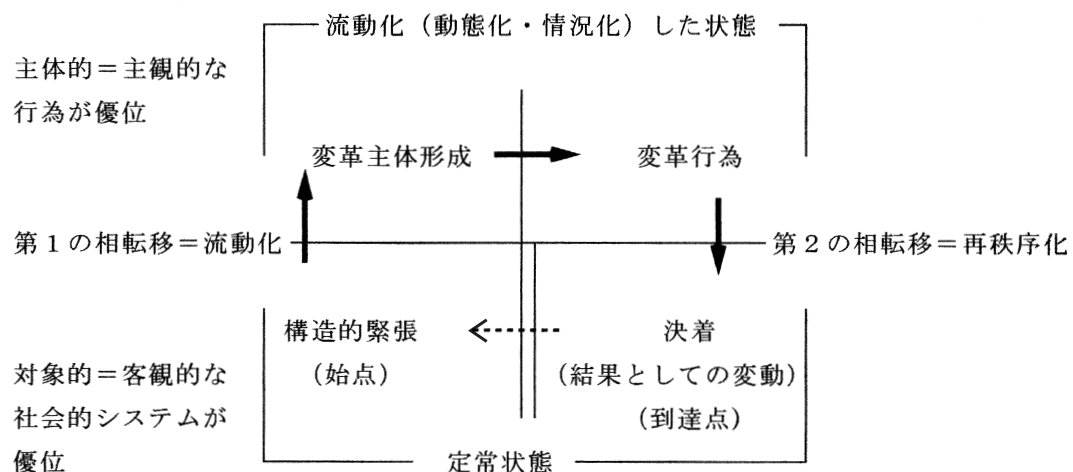 流動化（動態化・情況化）した状態
主体的＝主観的な
行為が優位
変革主体形成
変革行為
第１の相転移＝流動化
第２の相転移＝再秩序化
構造的緊張
（始点）
決着
（結果としての変動）
（到達点）
対象的＝客観的な
社会的システムが
優位
定常状態